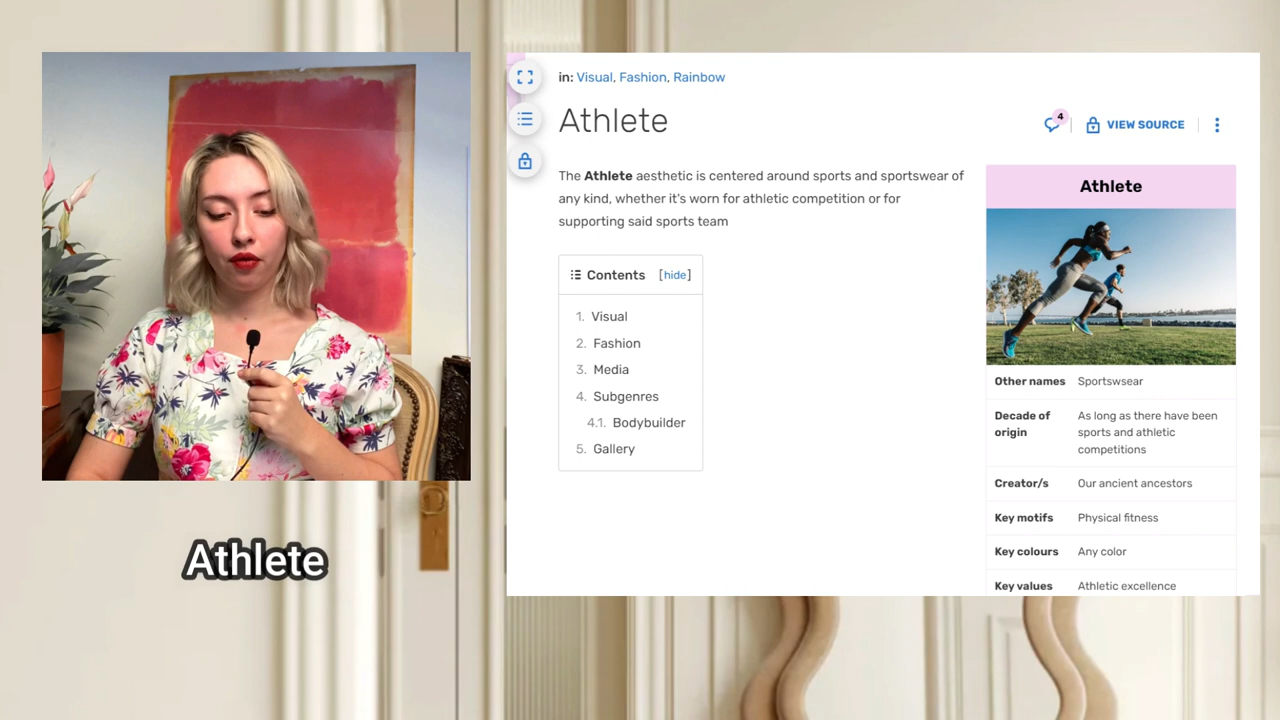 in: Visual, Fashion, Rainbow
Athlete
4
VIEW SOURCE
The Athlete aesthetic is centered around sports and sportswear of
any kind, whether it's worn for athletic competition or for
supporting said sports team
Contents [hide]
1. Visual
2. Fashion
3. Media
4. Subgenres
4.1. Bodybuilder
5. Gallery
Athlete
Other names Sportswsear
Decade of origin As long as there have been
sports and athletic
competitions
Creator/s Our ancient ancestors
Key motifs Physical fitness
Key colours Any color
Key values Athletic excellence
Athlete